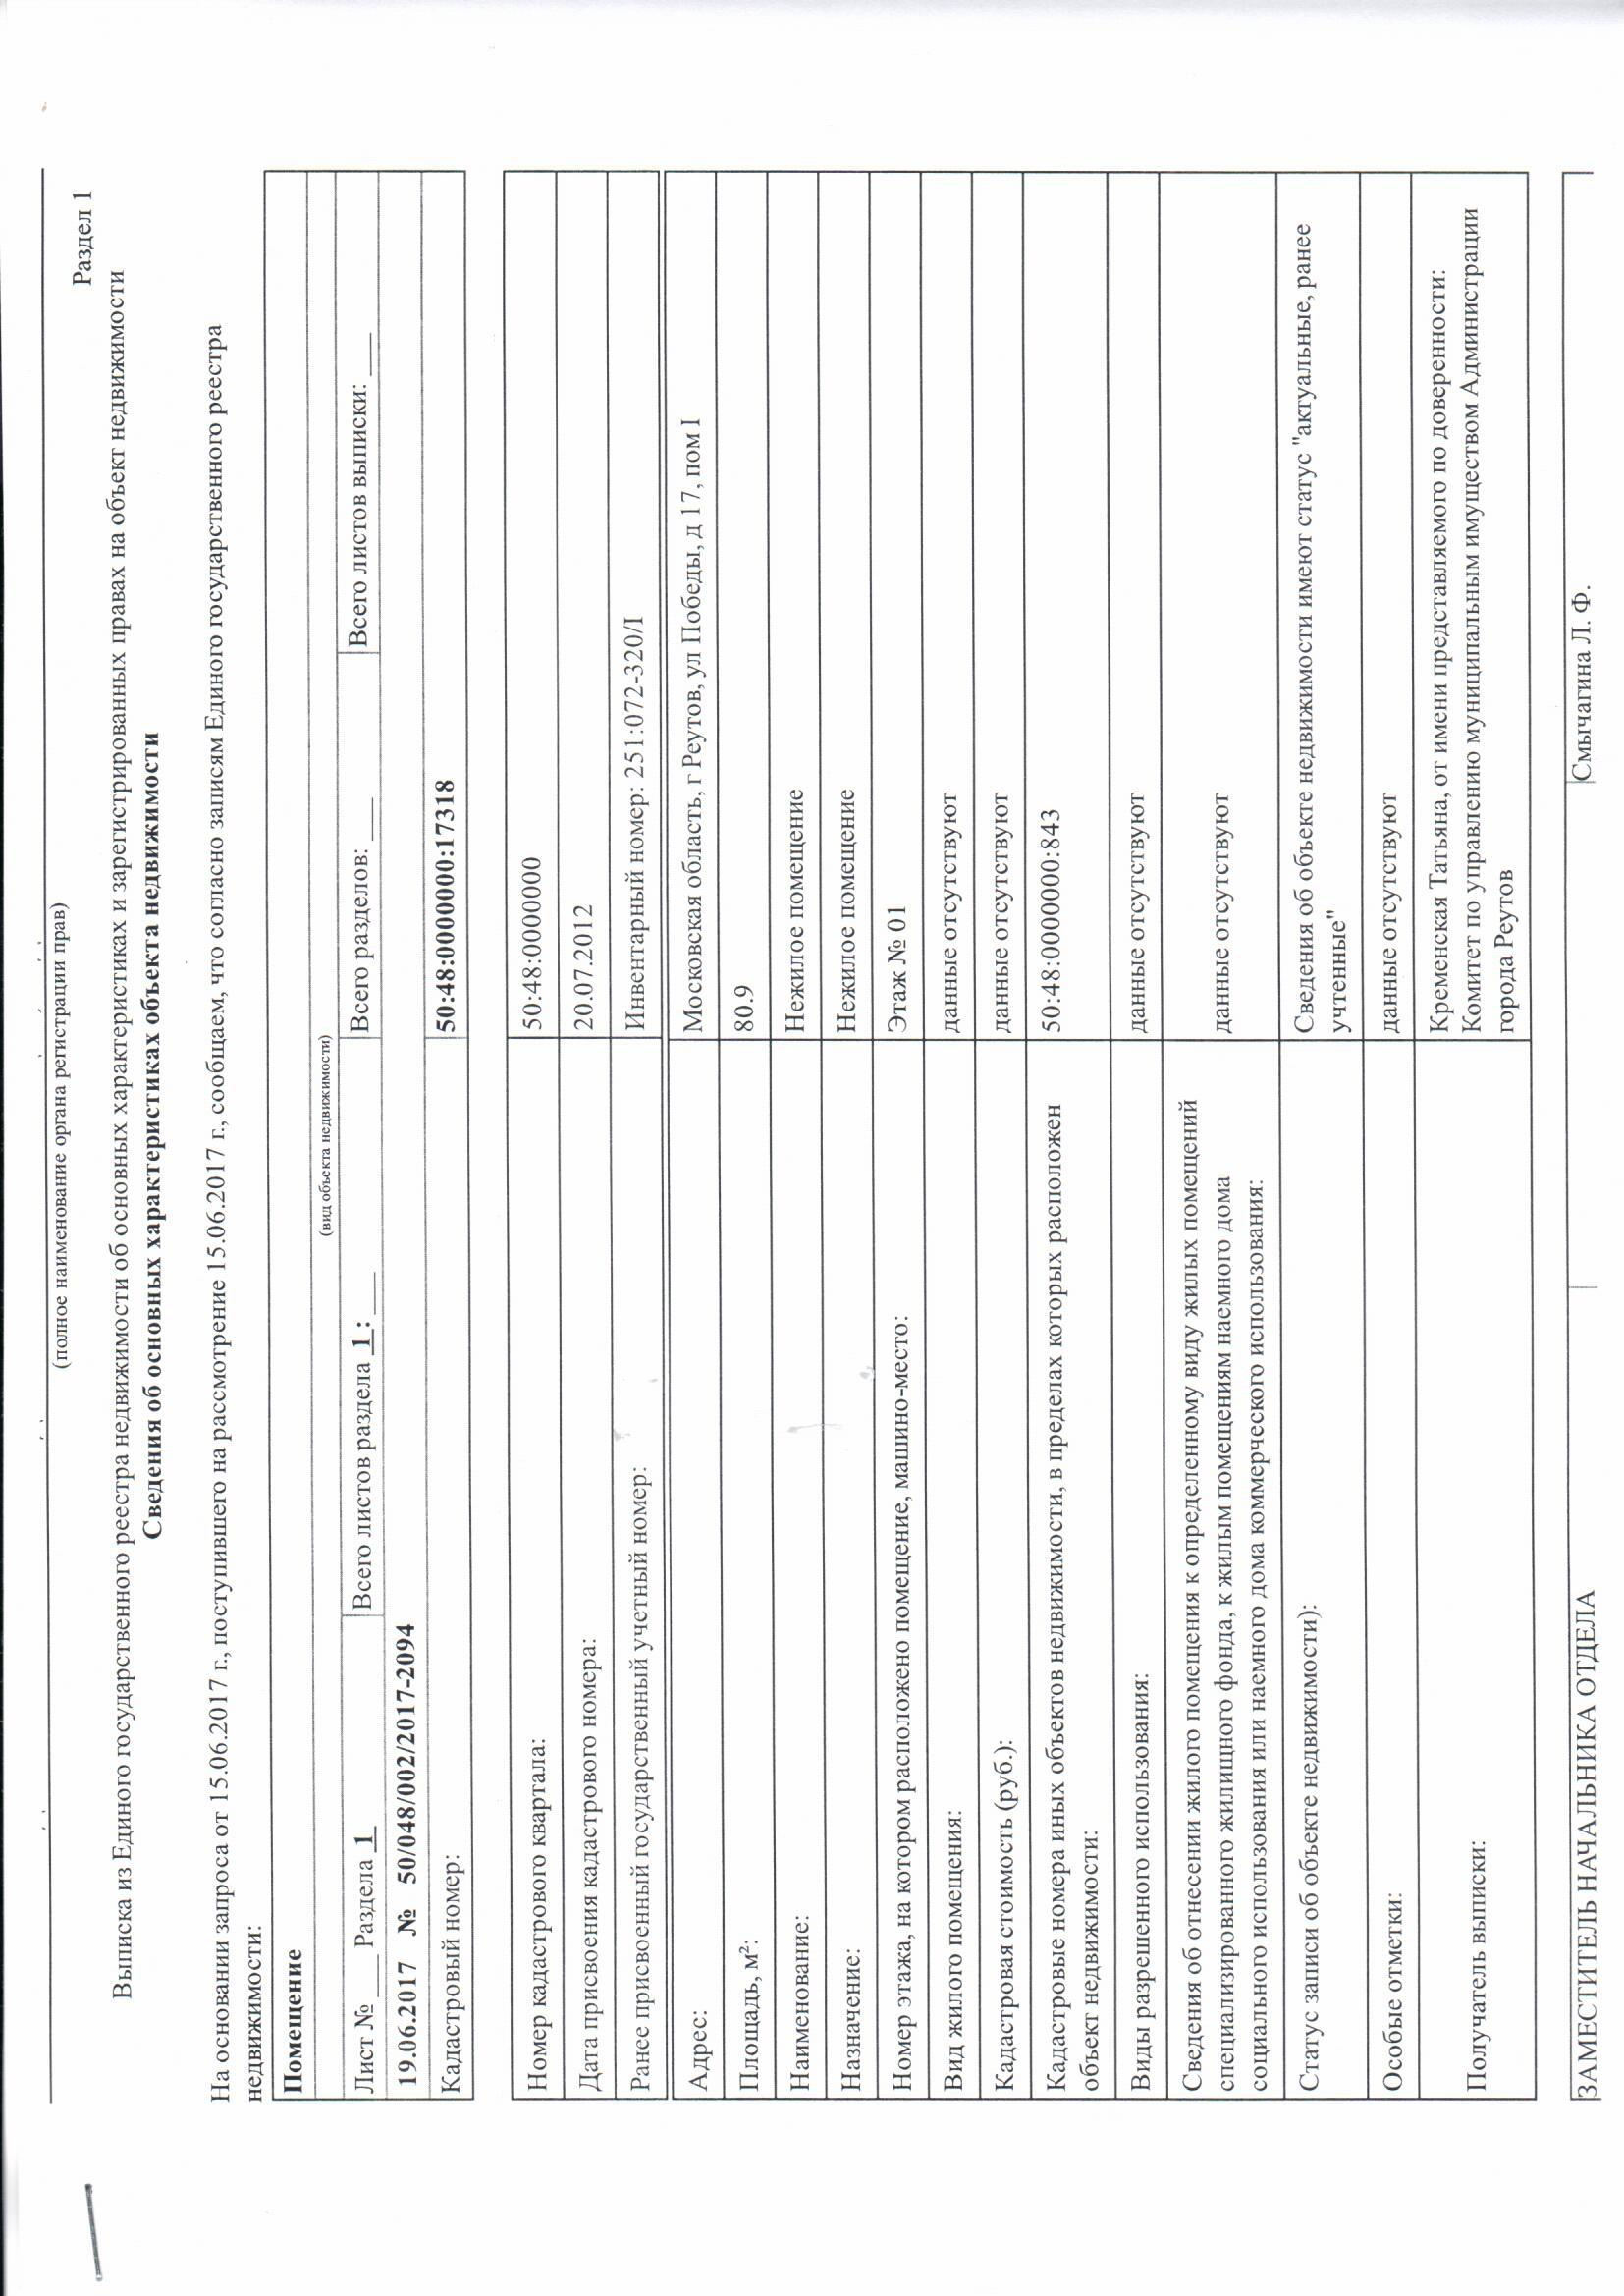 (полное наименование органа регистрации прав)
Раздел 1
Выписка из Единого государственного реестра недвижимости об основных характеристиках и зарегистрированных правах на объект недвижимости
Сведения об основных характеристиках объекта недвижимости
На основании запроса от 15.06.2017 г., поступившего на рассмотрение 15.06.2017 г., сообщаем, что согласно записям Единого государственного реестра
недвижимости:
Помещение
(вид объекта недвижимости)
Лист № ___ Раздела 1 Всего листов раздела 1: ___ Всего разделов: ___ Всего листов выписки: ___
19.06.2017 № 50/048/002/2017-2094
Кадастровый номер: 50:48:0000000:17318
Номер кадастрового квартала: 50:48:0000000
Дата присвоения кадастрового номера: 20.07.2012
Ранее присвоенный государственный учетный номер: Инвентарный номер: 251:072-320/I
Адрес: Московская область, г Реутов, ул Победы, д 17, пом I
Площадь, м²: 80.9
Наименование: Нежилое помещение
Назначение: Нежилое помещение
Номер этажа, на котором расположено помещение, машино-место: Этаж № 01
Вид жилого помещения: данные отсутствуют
Кадастровая стоимость (руб.): данные отсутствуют
Кадастровые номера иных объектов недвижимости, в пределах которых расположен
объект недвижимости: 50:48:0000000:843
Виды разрешенного использования: данные отсутствуют
Сведения об отнесении жилого помещения к определенному виду жилых помещений
специализированного жилищного фонда, к жилым помещениям наемного дома
социального использования или наемного дома коммерческого использования: данные отсутствуют
Статус записи об объекте недвижимости): Сведения об объекте недвижимости имеют статус "актуальные, ранее
учтенные"
Особые отметки: данные отсутствуют
Получатель выписки: Кременская Татьяна, от имени представляемого по доверенности:
Комитет по управлению муниципальным имуществом Администрации
города Реутов
ЗАМЕСТИТЕЛЬ НАЧАЛЬНИКА ОТДЕЛА Смычагина Л. Ф.